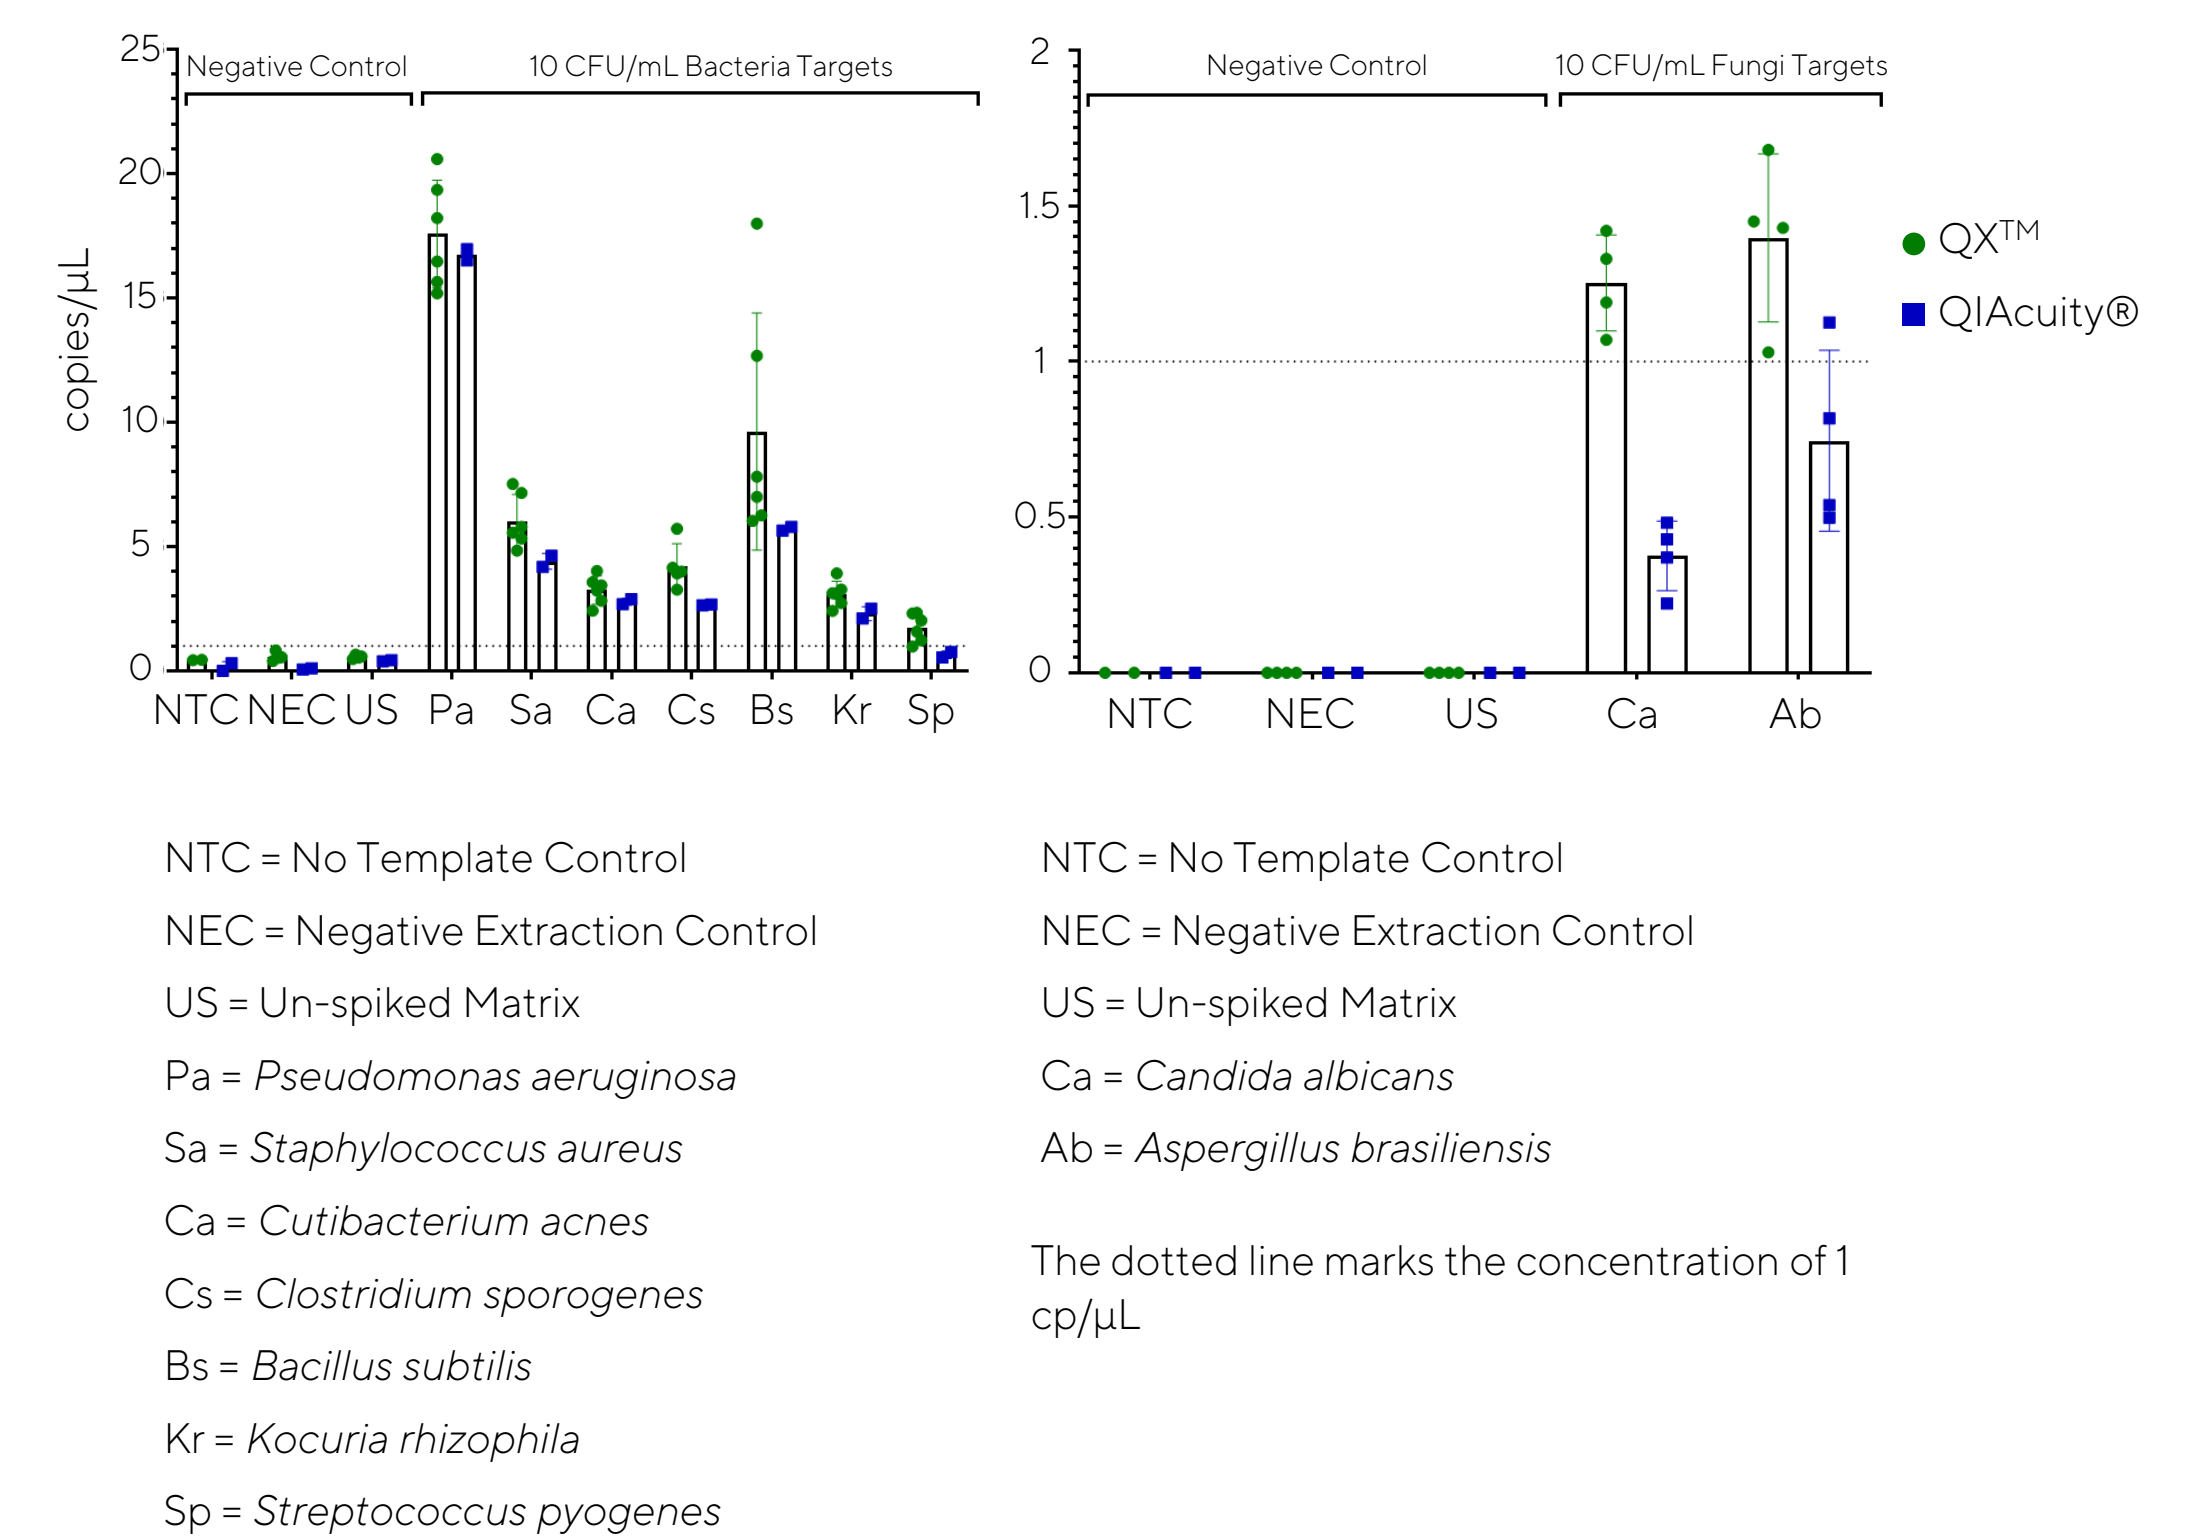 copies/µL
25
20
15
10
5
0
Negative Control
10 CFU/mL Bacteria Targets
NTC NEC US Pa Sa Ca Cs Bs Kr Sp
2
1.5
1
0.5
0
Negative Control
10 CFU/mL Fungi Targets
NTC NEC US Ca Ab
QX™
QIAcuity®
NTC = No Template Control
NEC = Negative Extraction Control
US = Un-spiked Matrix
Pa = Pseudomonas aeruginosa
Sa = Staphylococcus aureus
Ca = Cutibacterium acnes
Cs = Clostridium sporogenes
Bs = Bacillus subtilis
Kr = Kocuria rhizophila
Sp = Streptococcus pyogenes
NTC = No Template Control
NEC = Negative Extraction Control
US = Un-spiked Matrix
Ca = Candida albicans
Ab = Aspergillus brasiliensis
The dotted line marks the concentration of 1
cp/µL